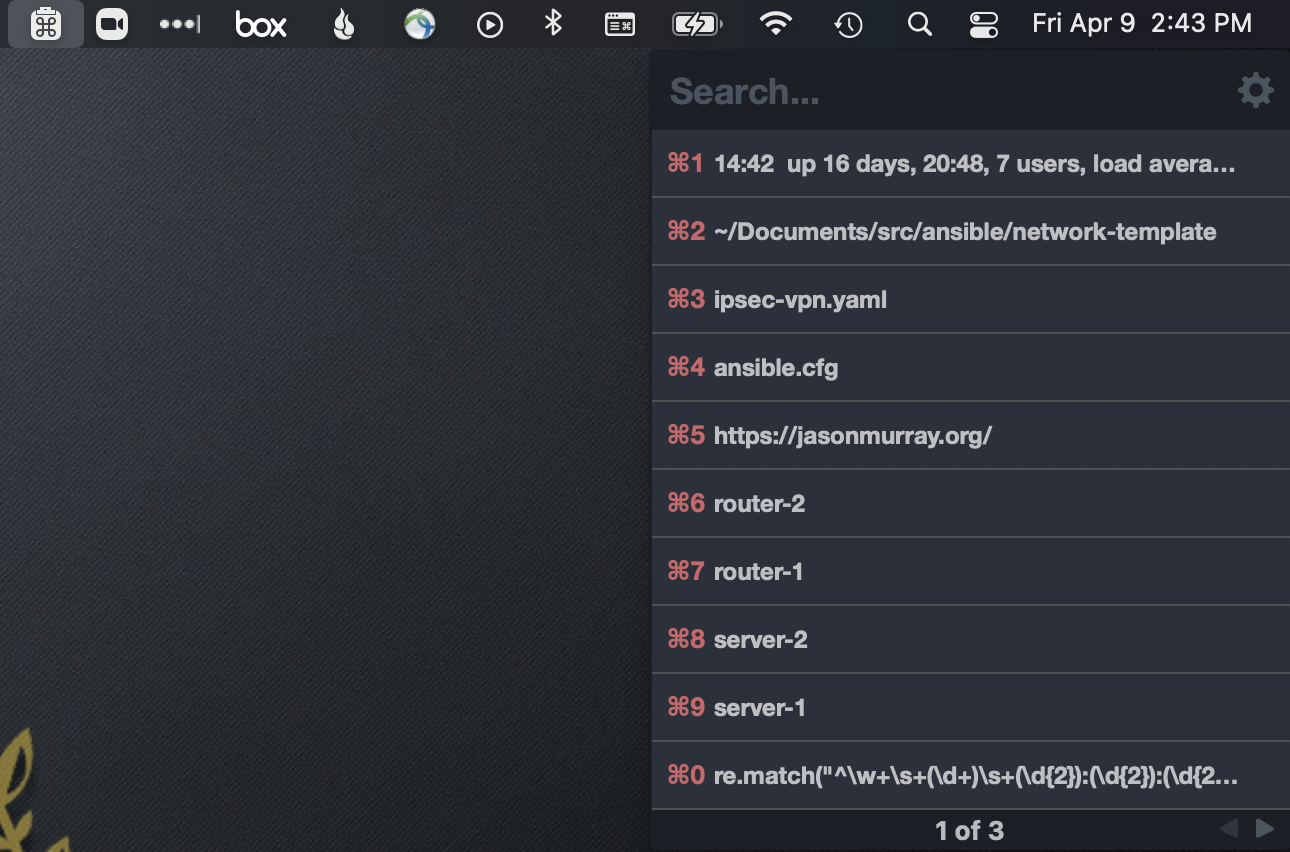 box
Fri Apr 9 2:43 PM
Search...
⌘1 14:42  up 16 days, 20:48, 7 users, load avera...
⌘2 ~/Documents/src/ansible/network-template
⌘3 ipsec-vpn.yaml
⌘4 ansible.cfg
⌘5 https://jasonmurray.org/
⌘6 router-2
⌘7 router-1
⌘8 server-2
⌘9 server-1
⌘0 re.match("^\w+\s+(\d+)\s+(\d{2}):(\d{2}):(\d{2...
1 of 3